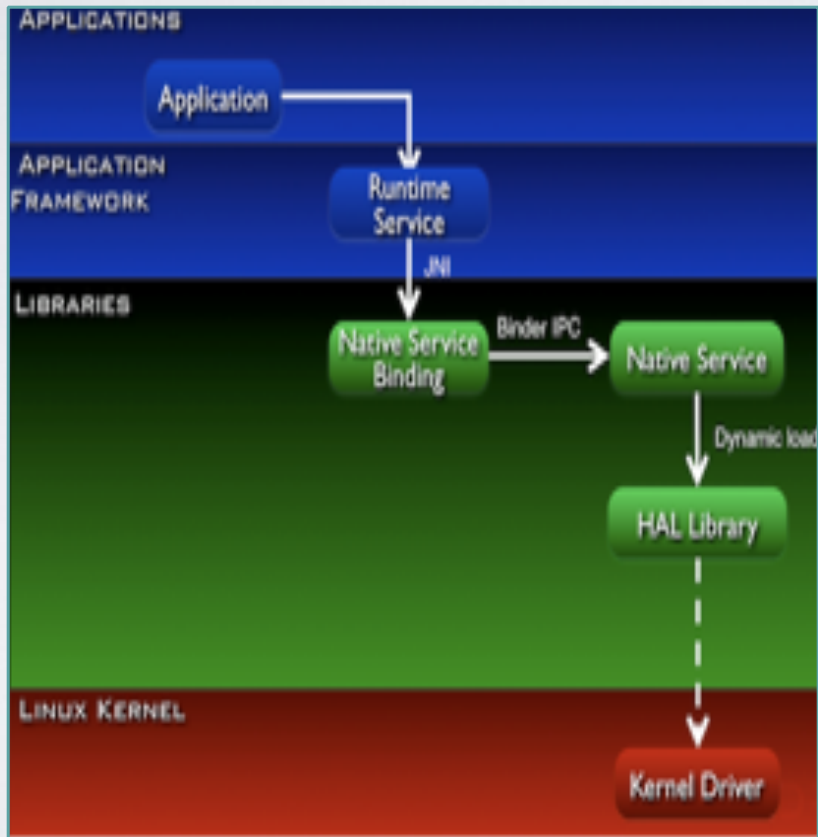 APPLICATIONS
Application
APPLICATION
FRAMEWORK
Runtime
Service
JNI
LIBRARIES
Binder IPC
Native Service
Binding
Native Service
Dynamic load
HAL Library
LINUX KERNEL
Kernel Driver